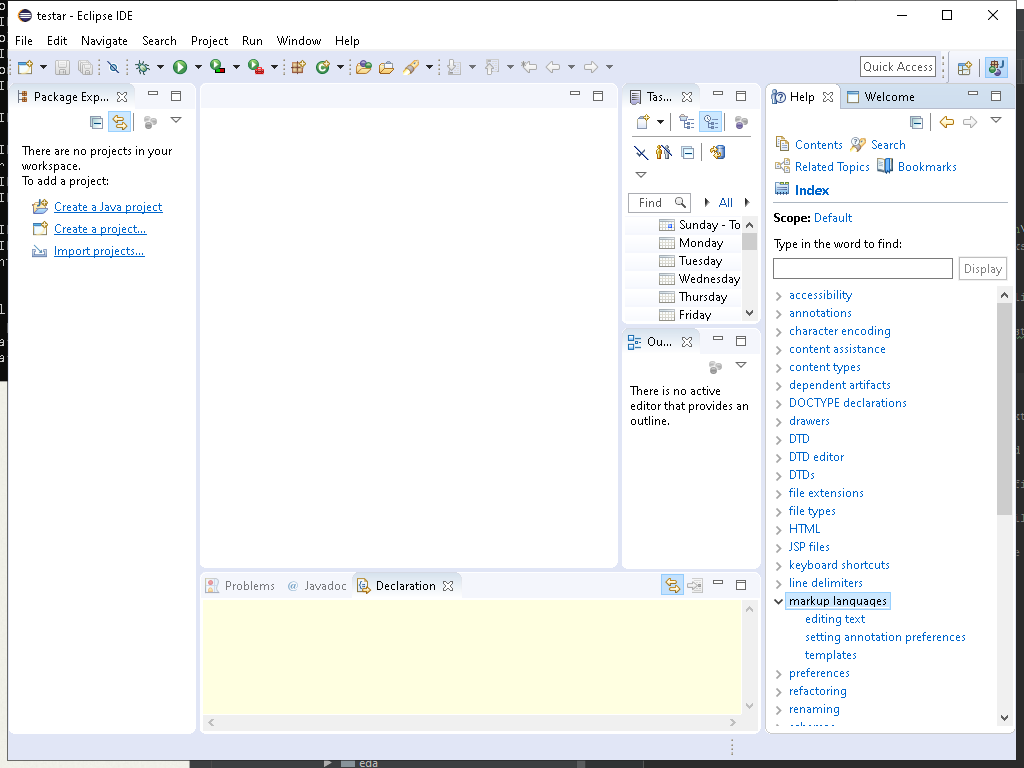 testar - Eclipse IDE
File Edit Navigate Search Project Run Window Help
Quick Access
Package Exp...
There are no projects in your
workspace.
To add a project:
Create a Java project
Create a project...
Import projects...
Tas...
Find
All
Sunday - To
Monday
Tuesday
Wednesday
Thursday
Friday
Ou...
There is no active
editor that provides an
outline.
Problems @ Javadoc Declaration
Help Welcome
Contents Search
Related Topics Bookmarks
Index
Scope: Default
Type in the word to find:
Display
accessibility
annotations
character encoding
content assistance
content types
dependent artifacts
DOCTYPE declarations
drawers
DTD
DTD editor
DTDs
file extensions
file types
HTML
JSP files
keyboard shortcuts
line delimiters
markup languages
editing text
setting annotation preferences
templates
preferences
refactoring
renaming
eda